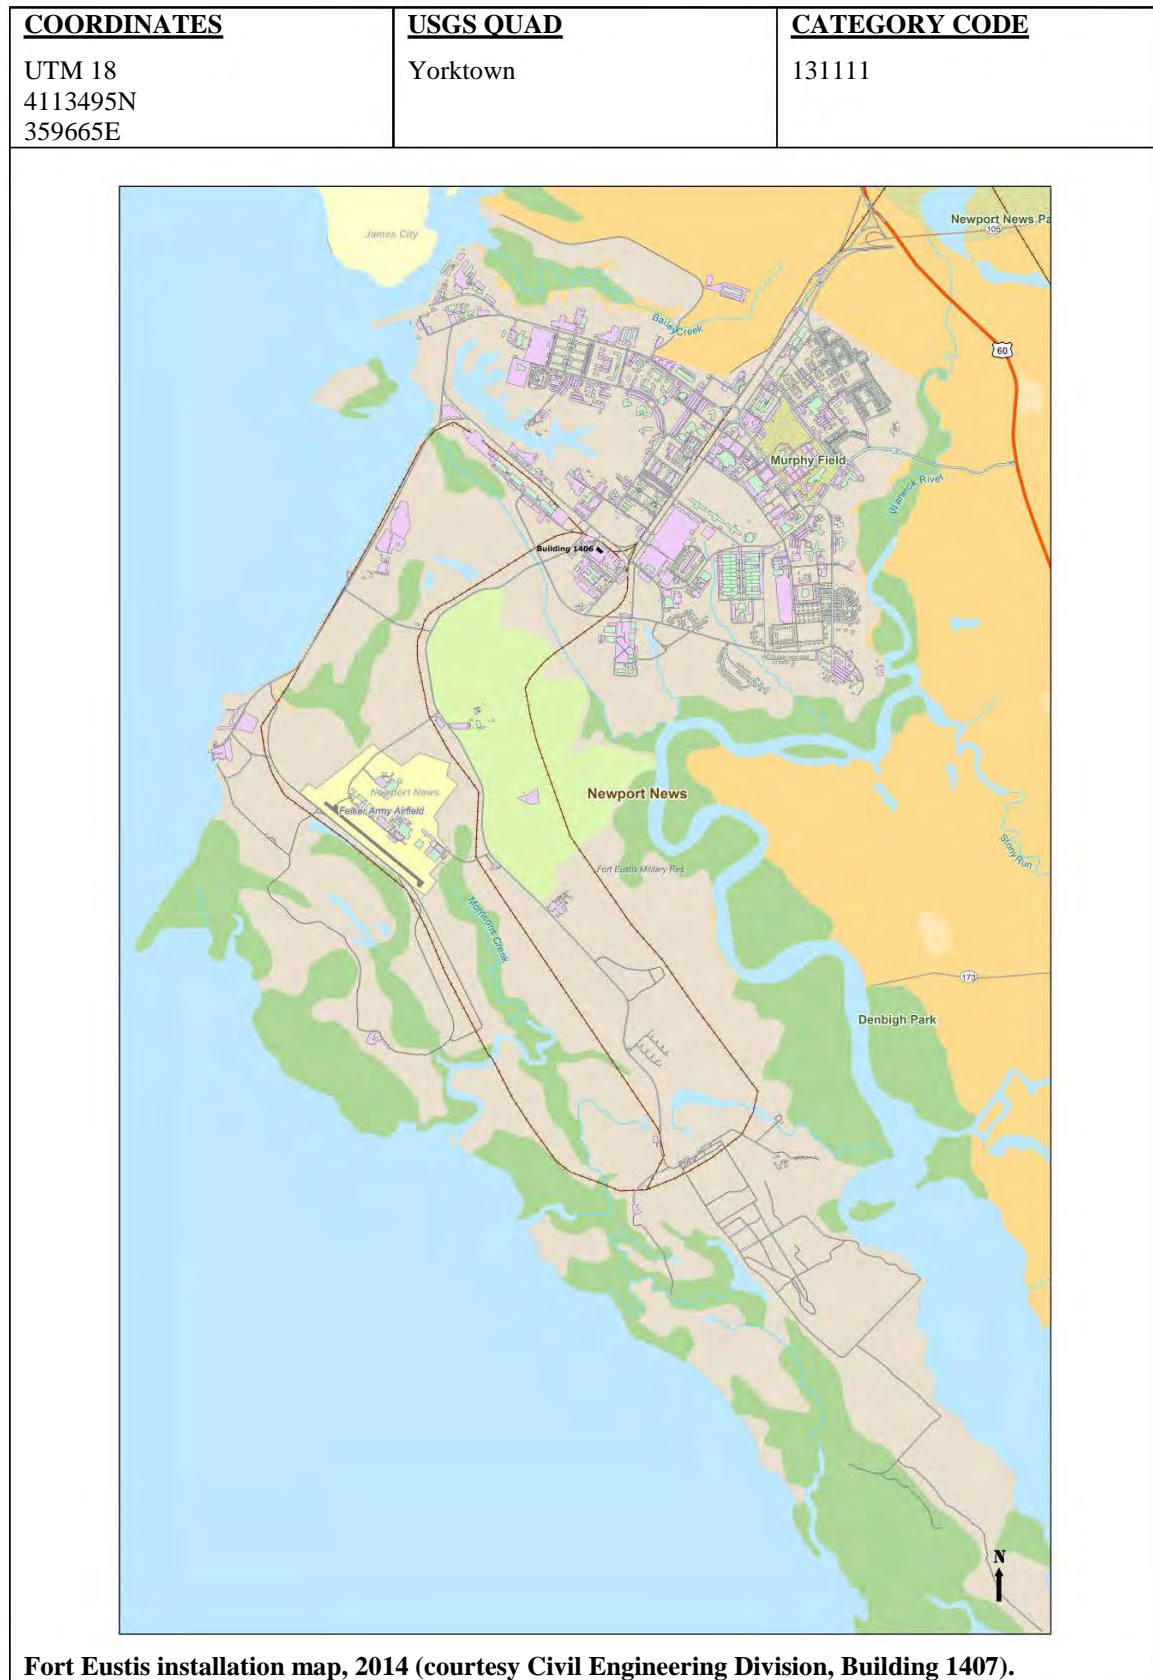 COORDINATES
UTM 18
4113495N
359665E
USGS QUAD
Yorktown
CATEGORY CODE
131111
James City
Newport News Pa
105
Bailey Creek
60
Murphy Field
Warwick River
Building 1406
Newport News
Newport News
Felker Army Airfield
Stony Run
Fort Eustis Military Res
Morrisons Creek
173
Denbigh Park
N
Fort Eustis installation map, 2014 (courtesy Civil Engineering Division, Building 1407).